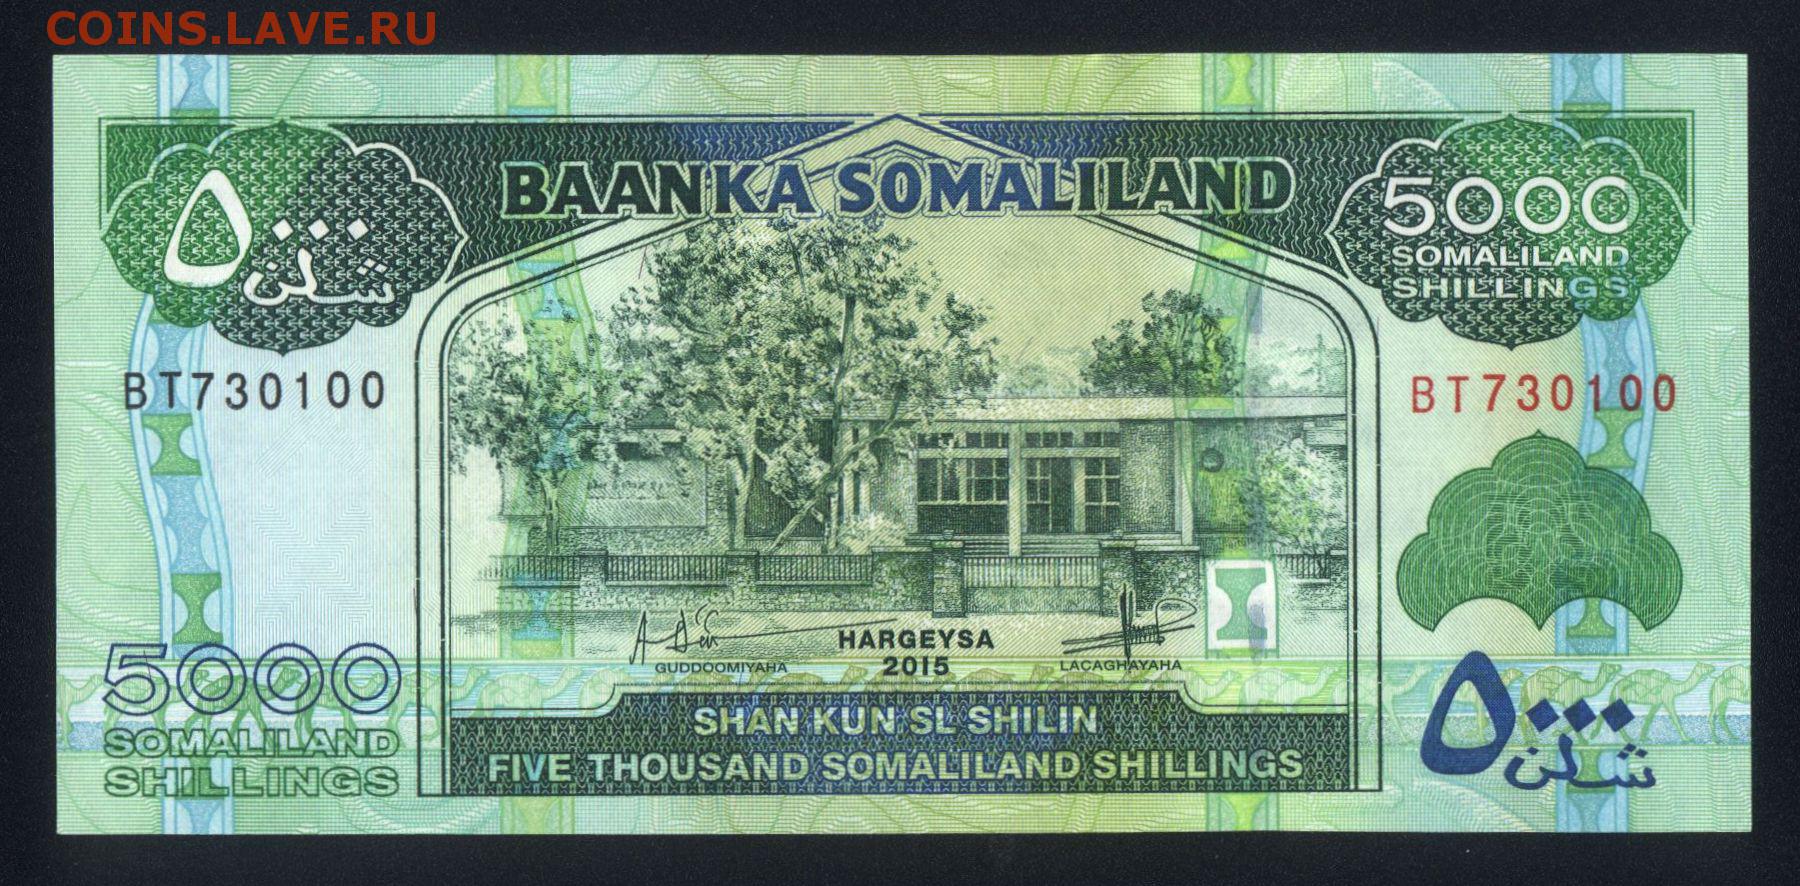 COINS.LAVE.RU
BAANKA SOMALILAND
٥٠٠٠
شلن
5000
SOMALILAND
SHILLINGS
BT730100
BT730100
HARGEYSA
2015
GUDDOOMIYAHA
LACAGHAYAHA
5000
SOMALILAND
SHILLINGS
SHAN KUN SL SHILIN
FIVE THOUSAND SOMALILAND SHILLINGS
٥٠٠٠
شلن